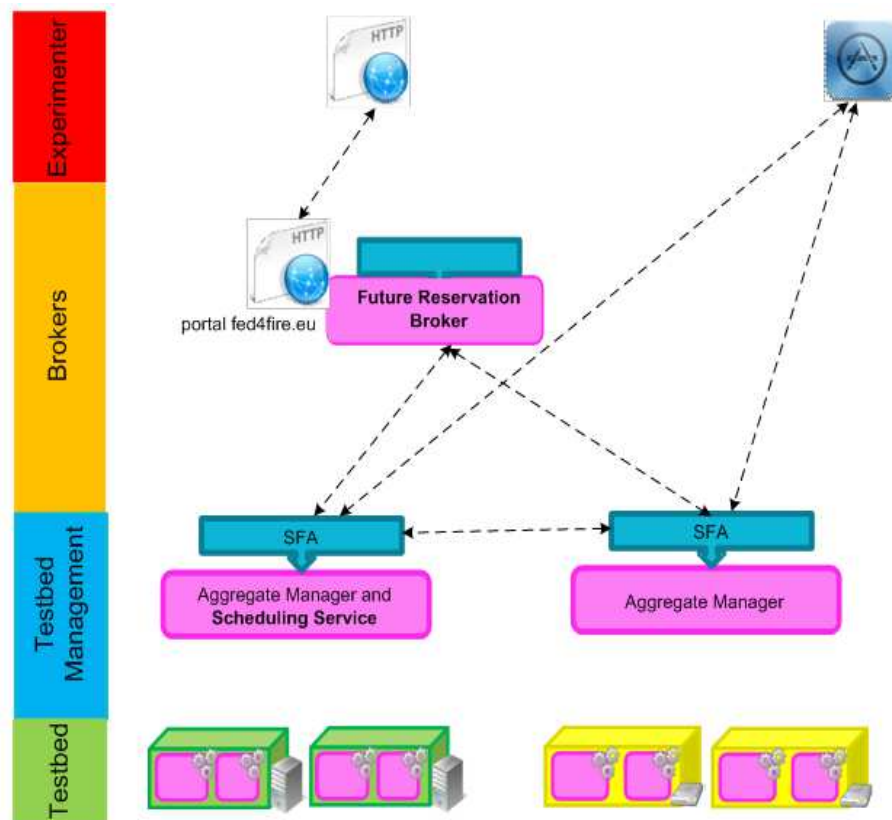 Experimenter
HTTP
Brokers
HTTP
portal fed4fire.eu
Future Reservation
Broker
Testbed
Management
SFA
SFA
Aggregate Manager and
Scheduling Service
Aggregate Manager
Testbed